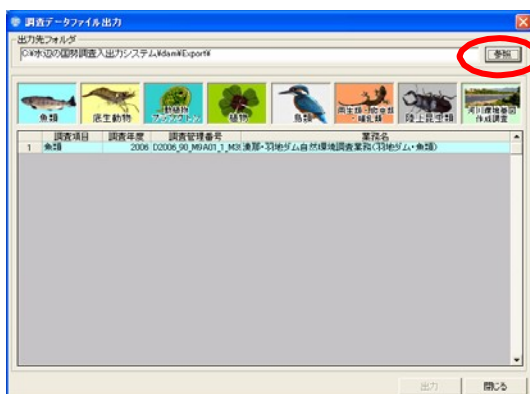 調査データファイル出力
出力先フォルダ
C:¥水辺の国勢調査入出力システム¥dam¥Export¥
参照
魚類
底生動物
動植物プランクトン
植物
鳥類
両生類・爬虫類・哺乳類
陸上昆虫類
河川環境基図作成調査
調査項目 調査年度 調査管理番号 業務名
1 魚類 2006 D2006_90_M9A01_1_M3 漢那・羽地ダム自然環境調査業務(羽地ダム・魚類)
出力 閉じる